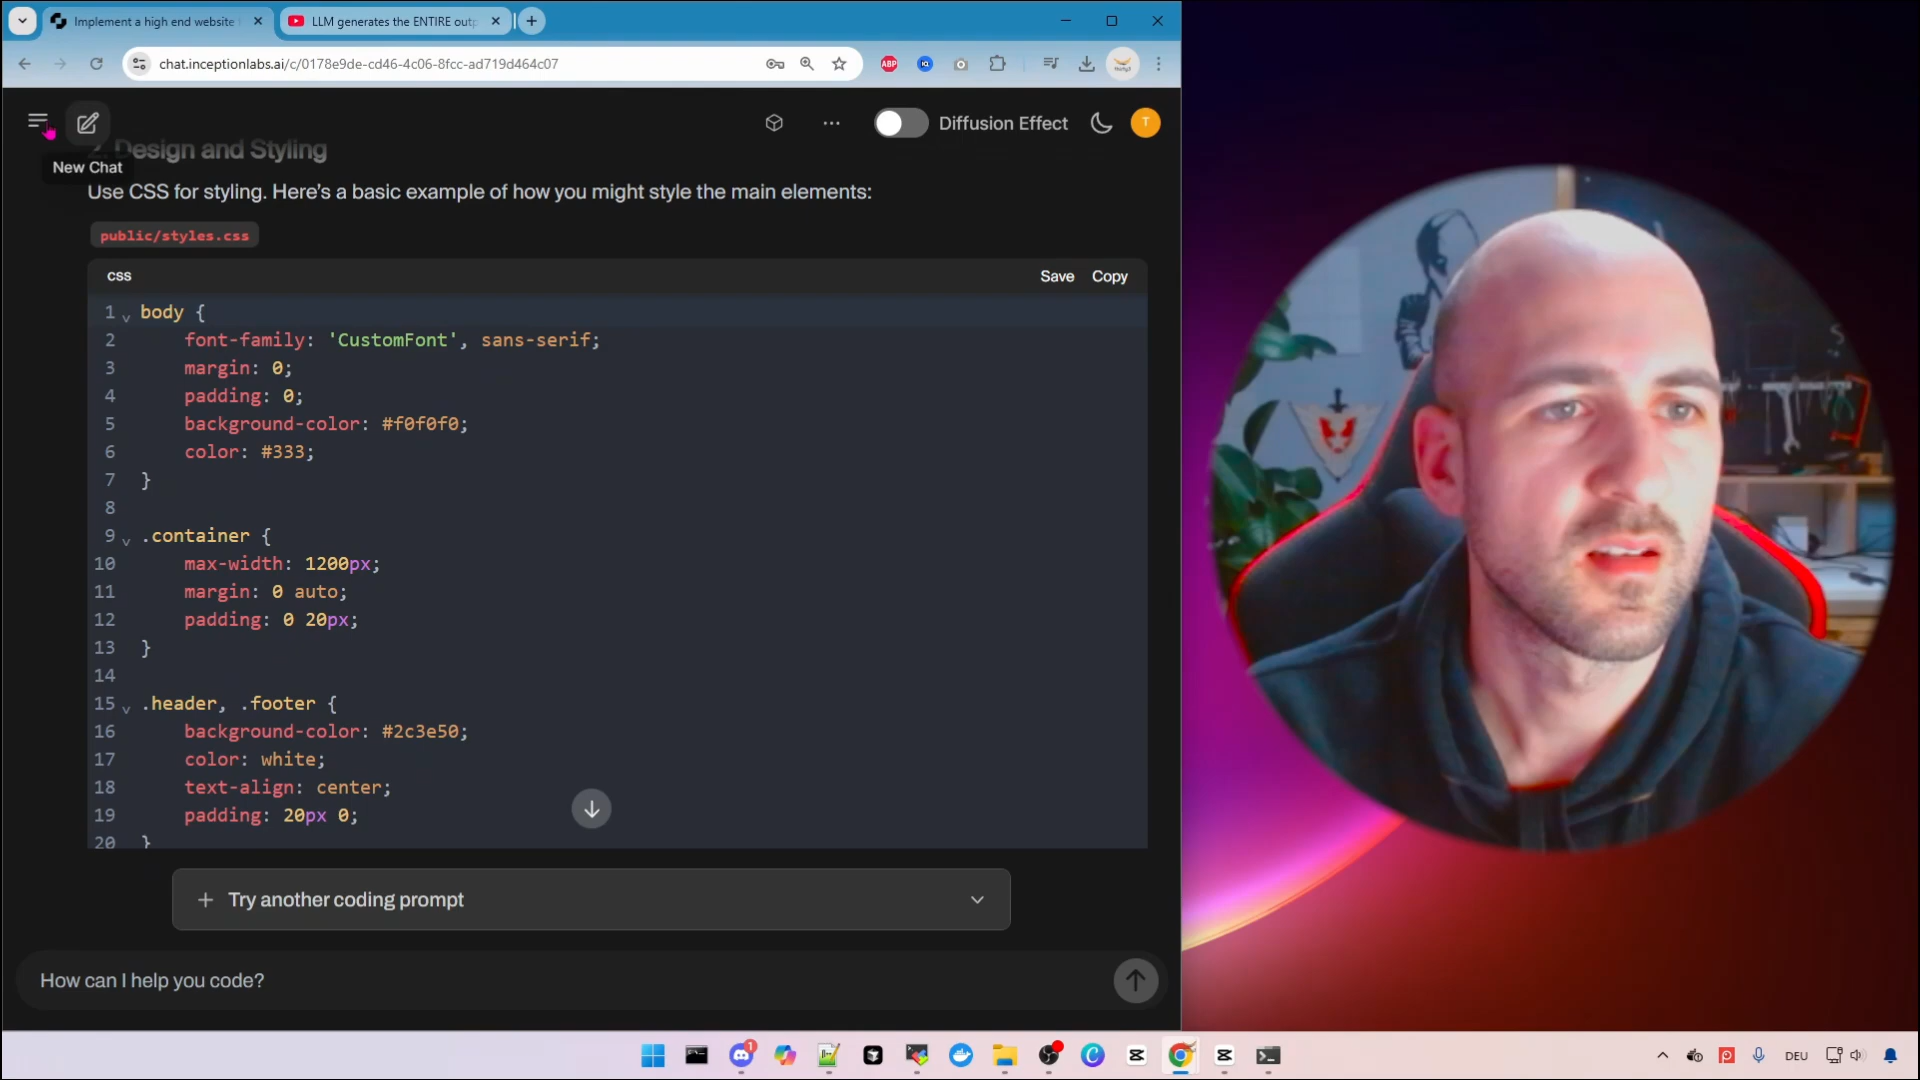 Implement a high end website
LLM generates the ENTIRE outp
chat.inceptionlabs.ai/c/0178e9de-cd46-4c06-8fcc-ad719d464c07
ABP
Diffusion Effect
T
New Chat
2. Design and Styling
Use CSS for styling. Here's a basic example of how you might style the main elements:
public/styles.css
css
Save Copy
1 body {
2 font-family: 'CustomFont', sans-serif;
3 margin: 0;
4 padding: 0;
5 background-color: #f0f0f0;
6 color: #333;
7 }
8
9 .container {
10 max-width: 1200px;
11 margin: 0 auto;
12 padding: 0 20px;
13 }
14
15 .header, .footer {
16 background-color: #2c3e50;
17 color: white;
18 text-align: center;
19 padding: 20px 0;
20 }
Try another coding prompt
How can I help you code?
1
DEU